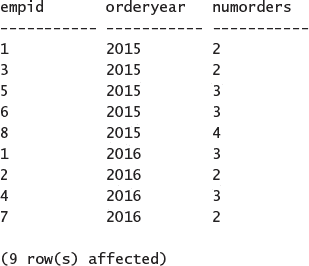 empid       orderyear   numorders
----------- ----------- -----------
1           2015        2
3           2015        2
5           2015        3
6           2015        3
8           2015        4
1           2016        3
2           2016        2
4           2016        3
7           2016        2
(9 row(s) affected)